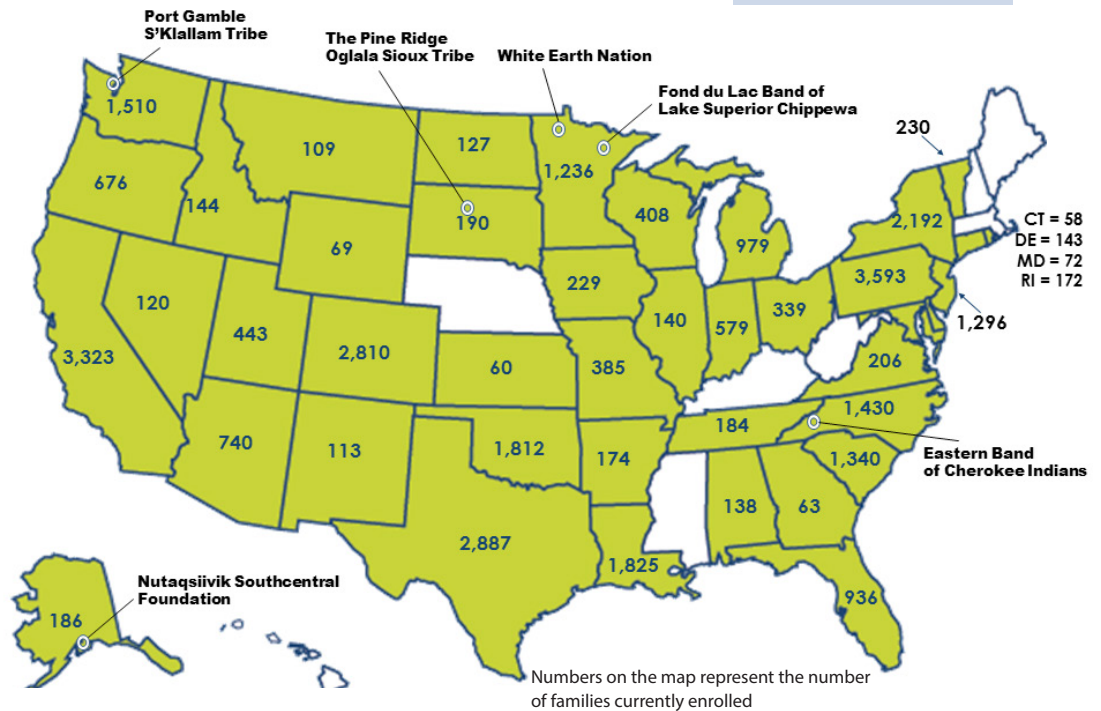 Port Gamble
S'Klallam Tribe
The Pine Ridge
Oglala Sioux Tribe
White Earth Nation
Fond du Lac Band of
Lake Superior Chippewa
1,510
109
127
1,236
230
676
144
69
190
408
979
2,192
CT = 58
DE = 143
MD = 72
RI = 172
3,593
1,296
120
443
2,810
229
140
579
339
3,323
60
385
206
740
113
1,812
174
184
1,430
1,340
Eastern Band
of Cherokee Indians
2,887
1,825
138
63
936
Nutaqsiivik Southcentral
Foundation
186
Numbers on the map represent the number
of families currently enrolled